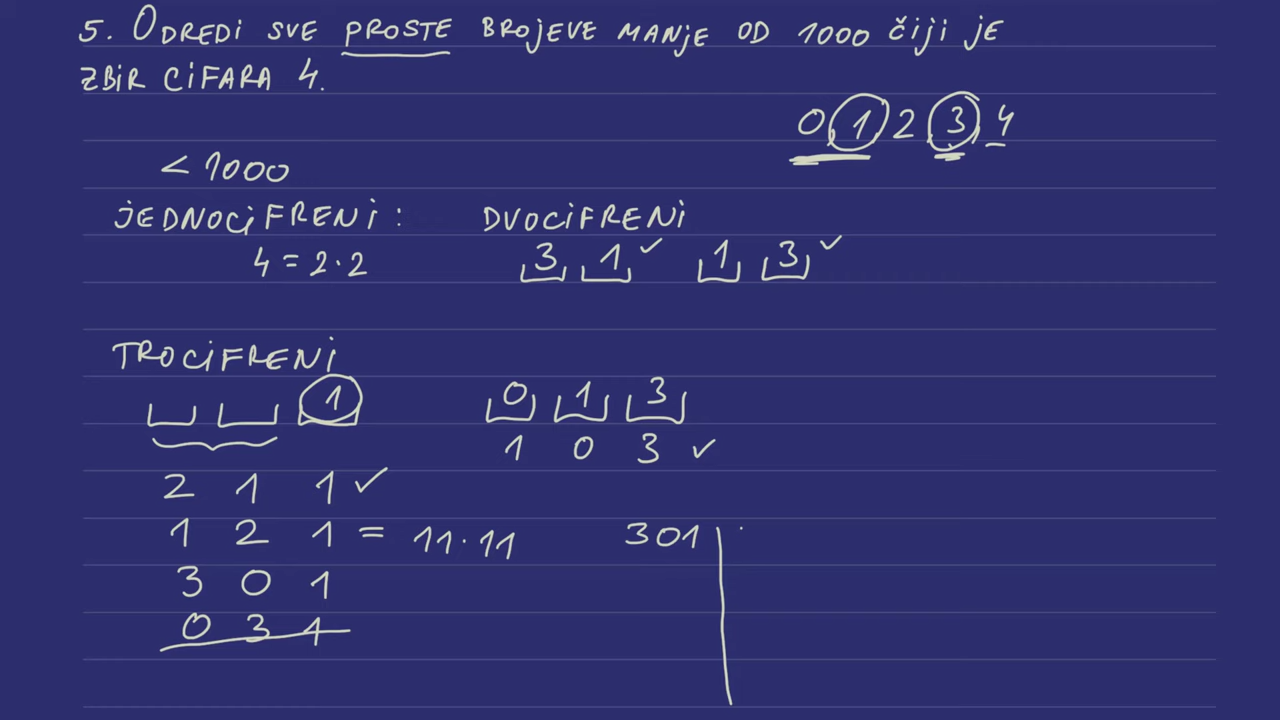 5. ODREDI SVE PROSTE BROJEVE MANJE OD 1000 ČIJI JE
ZBIR CIFARA 4.
0 1 2 3 4
< 1000
JEDNOCIFRENI: DVOCIFRENI
4 = 2·2 3 1 ✓ 1 3 ✓
TROCIFRENI
1 0 1 3
1 0 3 ✓
2 1 1 ✓
1 2 1 = 11·11 301
3 0 1
0 3 1